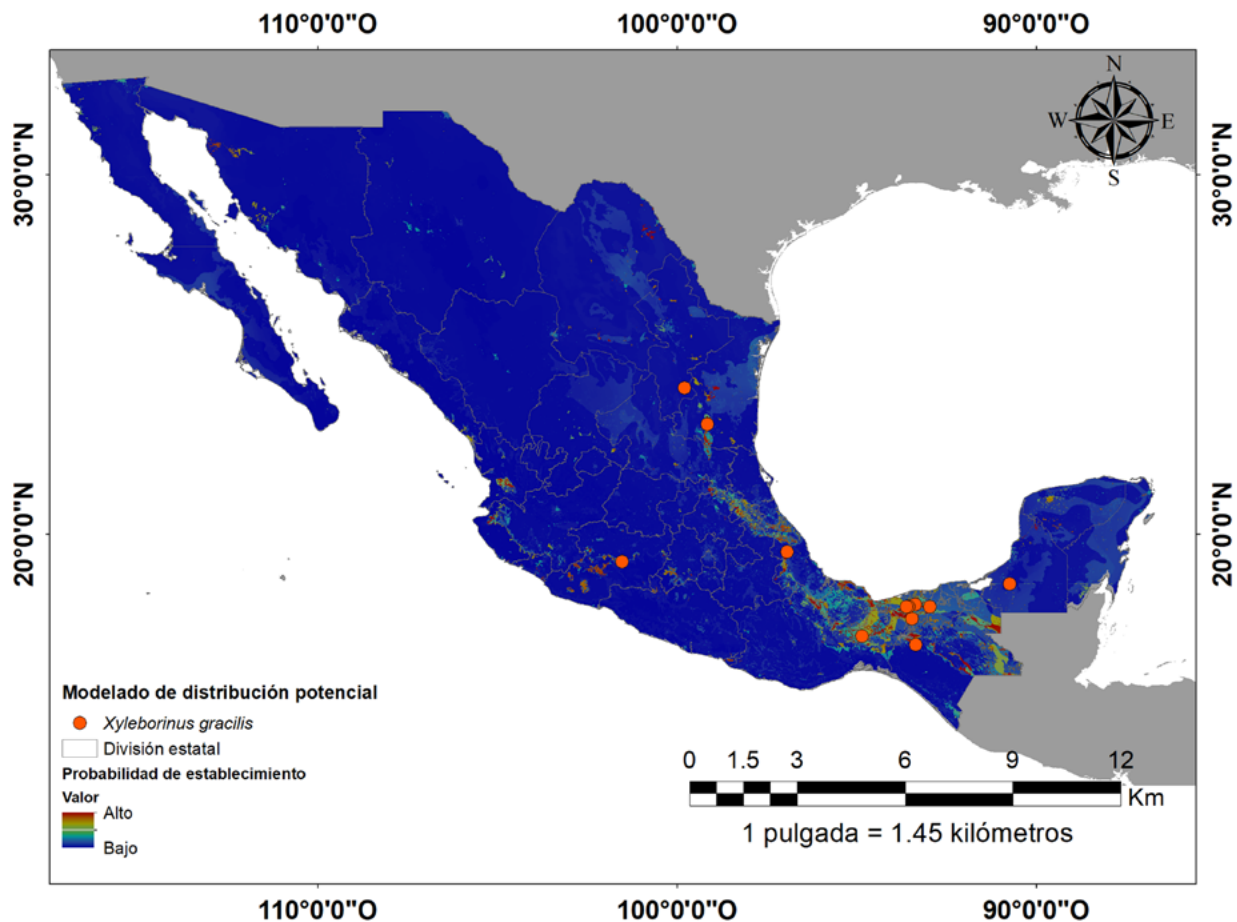 110°0'0"O 100°0'0"O 90°0'0"O
N
W E
S
30°0'0"N 30°0'0"N
20°0'0"N 20°0'0"N
Modelado de distribución potencial
Xyleborinus gracilis
División estatal
Probabilidad de establecimiento
Valor
Alto
Bajo
0 1.5 3 6 9 12
Km
1 pulgada = 1.45 kilómetros
110°0'0"O 100°0'0"O 90°0'0"O